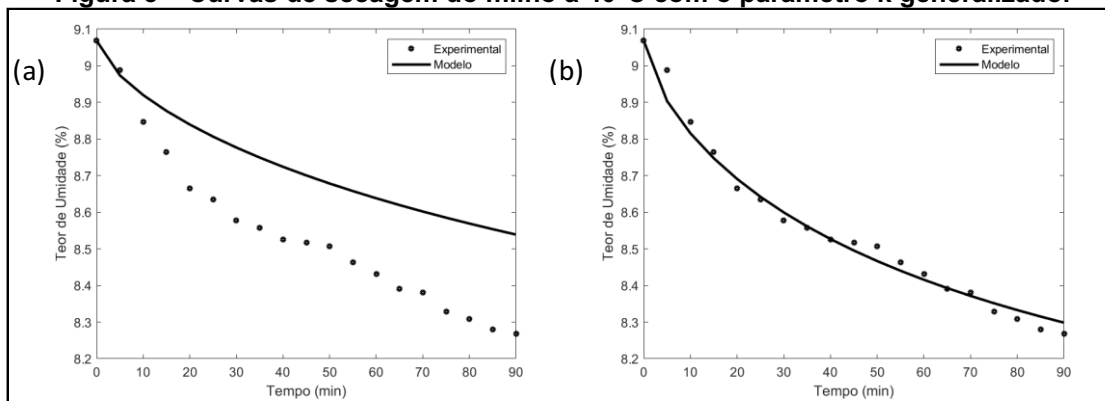 Figura – Curvas de secagem do milho a com o parâmetro k generalizado.
(a)
9.1
9
8.9
8.8
8.7
8.6
8.5
8.4
8.3
8.2
Teor de Umidade (%)
Experimental
Modelo
0 10 20 30 40 50 60 70 80 90
Tempo (min)
(b)
9.1
9
8.9
8.8
8.7
8.6
8.5
8.4
8.3
8.2
Teor de Umidade (%)
Experimental
Modelo
0 10 20 30 40 50 60 70 80 90
Tempo (min)